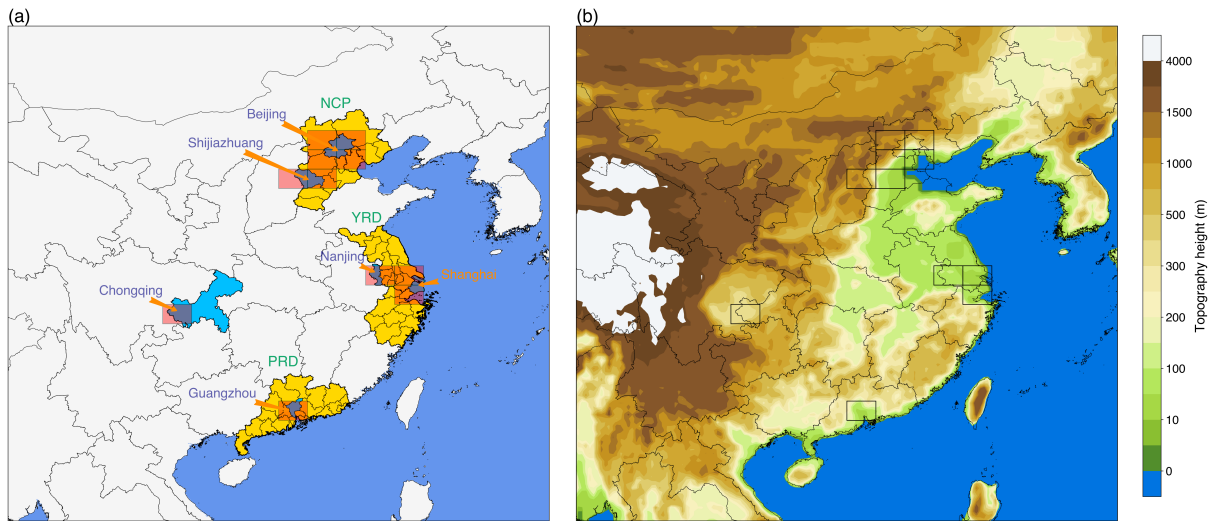 (a)
NCP
Beijing
Shijiazhuang
YRD
Nanjing
Shanghai
Chongqing
PRD
Guangzhou
(b)
4000
1500
1000
500
200
100
10
0
Topography height (m)